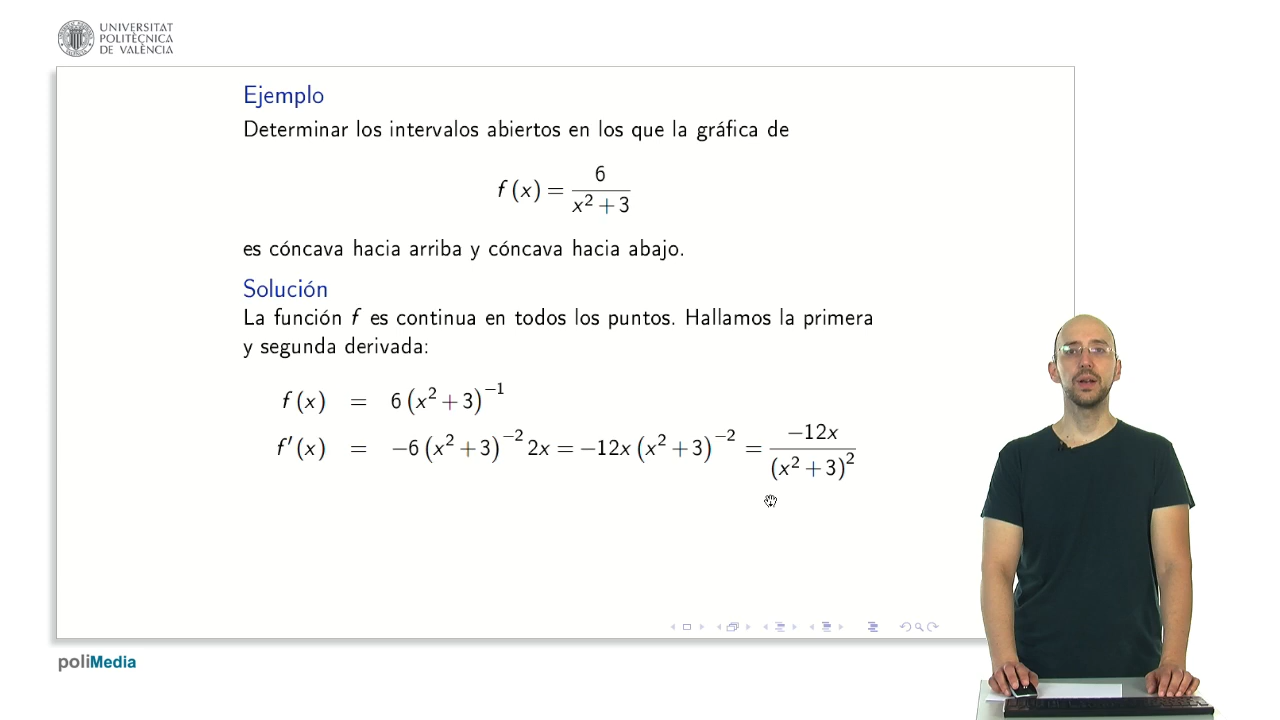 UNIVERSITAT
POLITÈCNICA
DE VALÈNCIA
Ejemplo
Determinar los intervalos abiertos en los que la gráfica de
f (x) = 6 / (x² + 3)
es cóncava hacia arriba y cóncava hacia abajo.
Solución
La función f es continua en todos los puntos. Hallamos la primera
y segunda derivada:
f (x) = 6 (x² + 3)⁻¹
f′ (x) = −6 (x² + 3)⁻² 2x = −12x (x² + 3)⁻² = −12x / (x² + 3)²
poliMedia